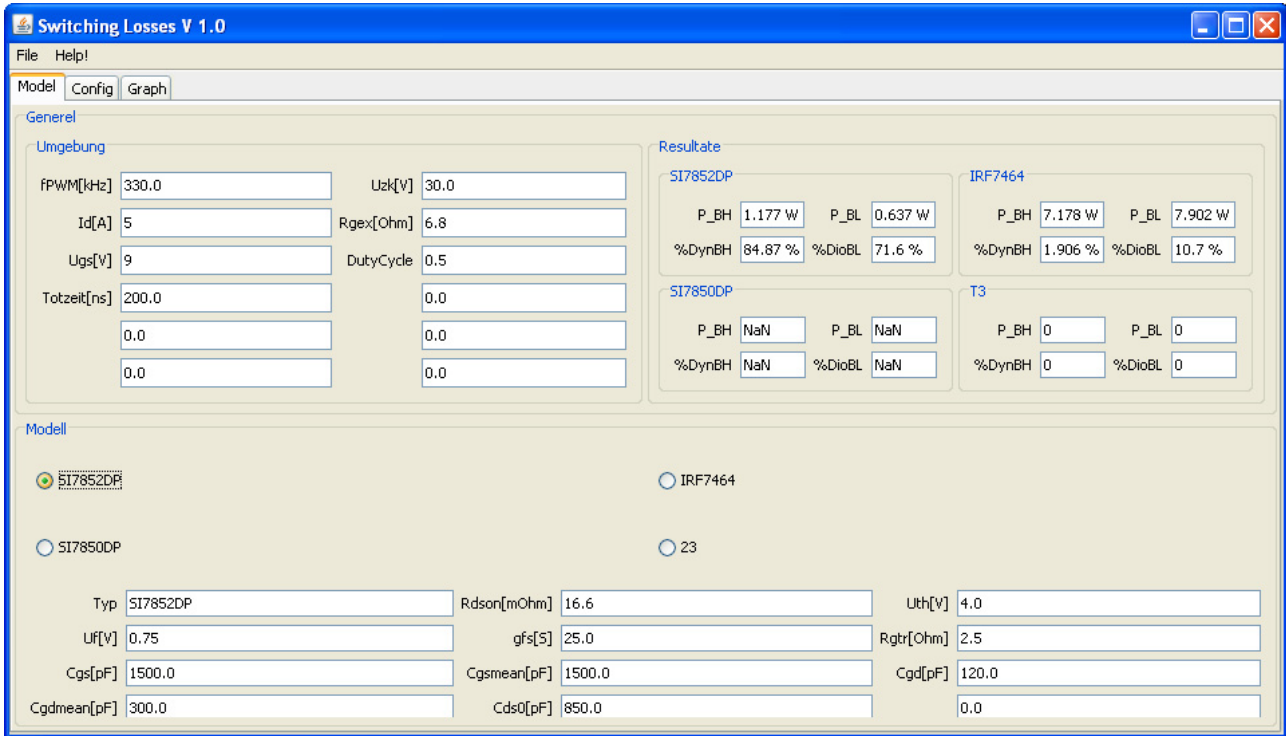 Switching Losses V 1.0
File Help!
Model Config Graph
Generel
Umgebung
fPWM[kHz] 330.0 Uzk[V] 30.0
Id[A] 5 Rgex[Ohm] 6.8
Ugs[V] 9 DutyCycle 0.5
Totzeit[ns] 200.0 0.0
0.0 0.0
0.0 0.0
Resultate
SI7852DP
P_BH 1.177 W P_BL 0.637 W
%DynBH 84.87 % %DioBL 71.6 %
IRF7464
P_BH 7.178 W P_BL 7.902 W
%DynBH 1.906 % %DioBL 10.7 %
SI7850DP
P_BH NaN P_BL NaN
%DynBH NaN %DioBL NaN
T3
P_BH 0 P_BL 0
%DynBH 0 %DioBL 0
Modell
SI7852DP IRF7464
SI7850DP 23
Typ SI7852DP Rdson[mOhm] 16.6 Uth[V] 4.0
Uf[V] 0.75 gfs[S] 25.0 Rgtr[Ohm] 2.5
Cgs[pF] 1500.0 Cgsmean[pF] 1500.0 Cgd[pF] 120.0
Cgdmean[pF] 300.0 Cds0[pF] 850.0 0.0